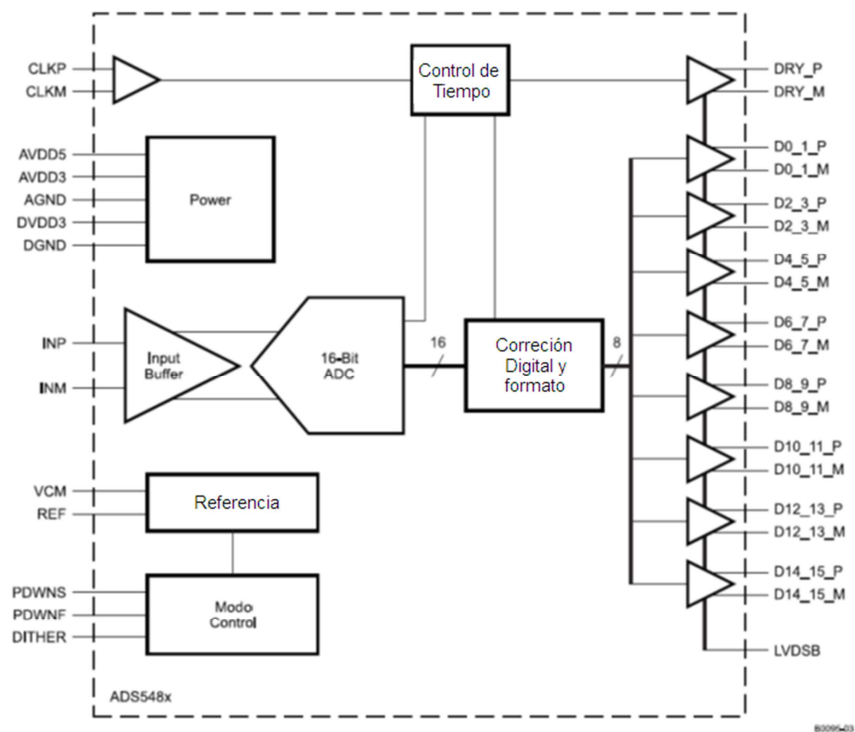 CLKP
CLKM
Control de
Tiempo
DRY_P
DRY_M
AVDD5
AVDD3
AGND
DVDD3
DGND
Power
D0_1_P
D0_1_M
D2_3_P
D2_3_M
D4_5_P
D4_5_M
D6_7_P
D6_7_M
D8_9_P
D8_9_M
D10_11_P
D10_11_M
D12_13_P
D12_13_M
D14_15_P
D14_15_M
INP
INM
Input
Buffer
16-Bit
ADC
16
Correción
Digital y
formato
8
VCM
REF
Referencia
PDWNS
PDWNF
DITHER
Modo
Control
LVDSB
ADS548x
B0095-03